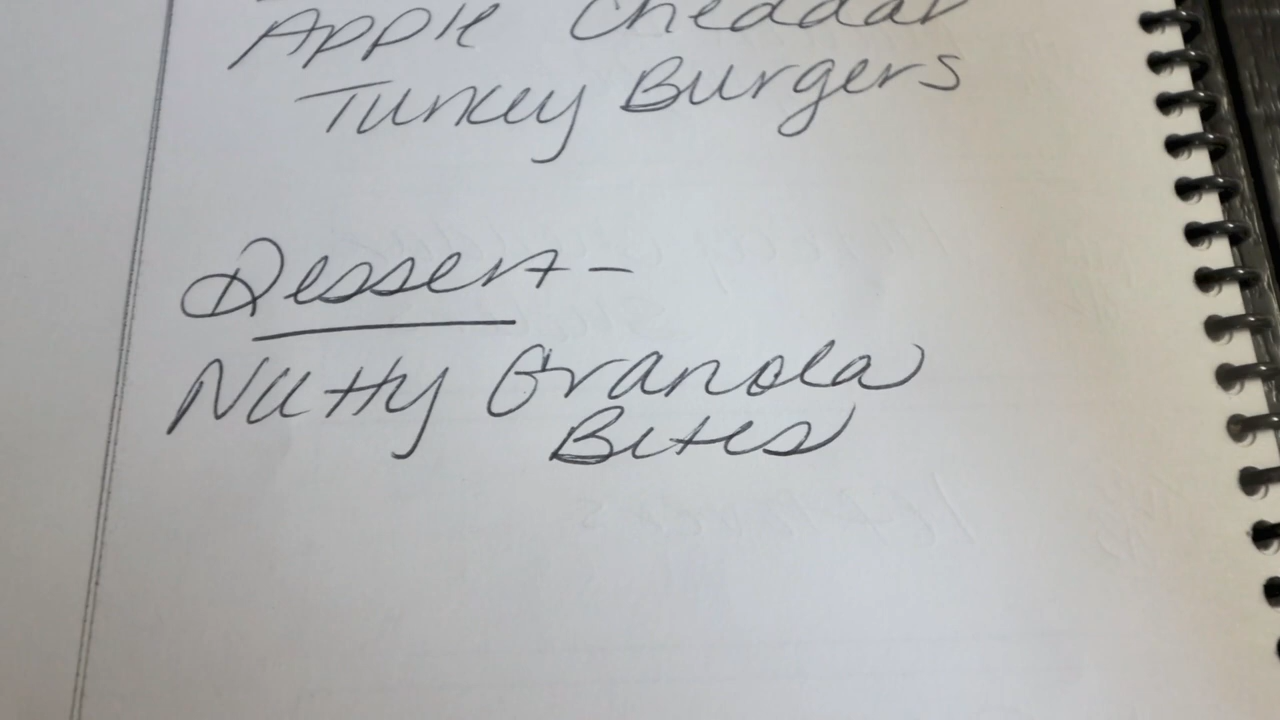 Apple Cheddar
Turkey Burgers
Dessert-
Nutty Granola
Bites